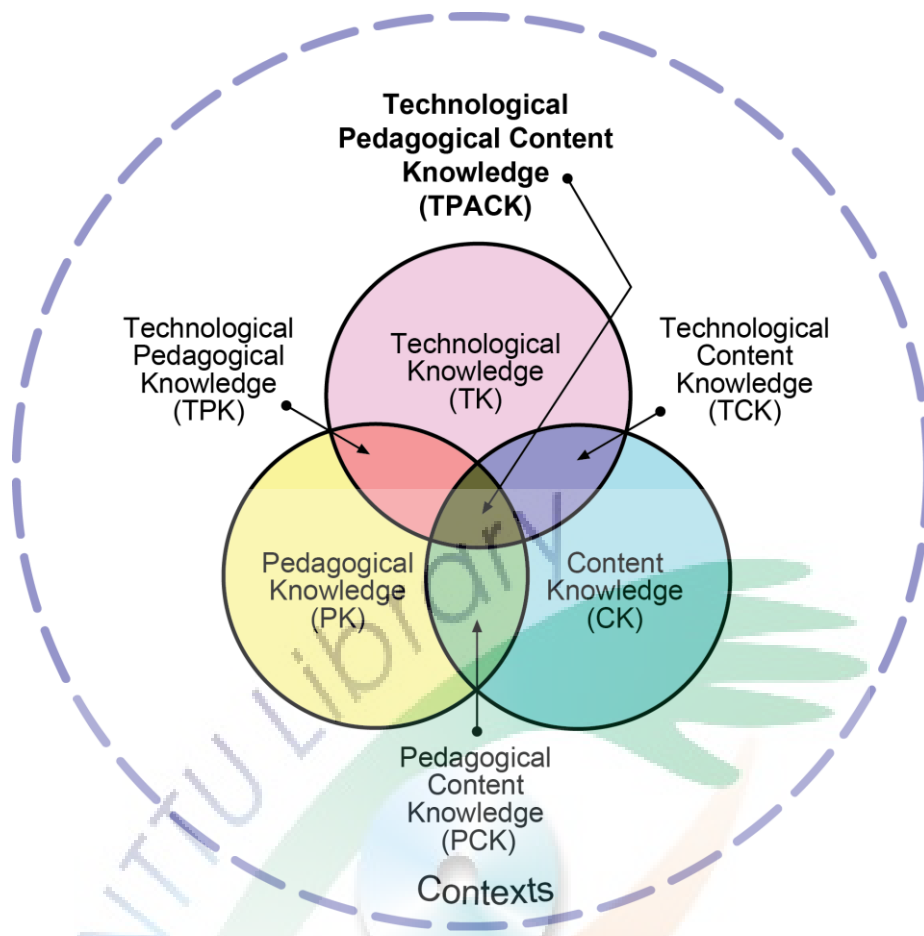 Technological
Pedagogical Content
Knowledge
(TPACK)
Technological
Pedagogical
Knowledge
(TPK)
Technological
Knowledge
(TK)
Technological
Content
Knowledge
(TCK)
Pedagogical
Knowledge
(PK)
Content
Knowledge
(CK)
Pedagogical
Content
Knowledge
(PCK)
Contexts
Library